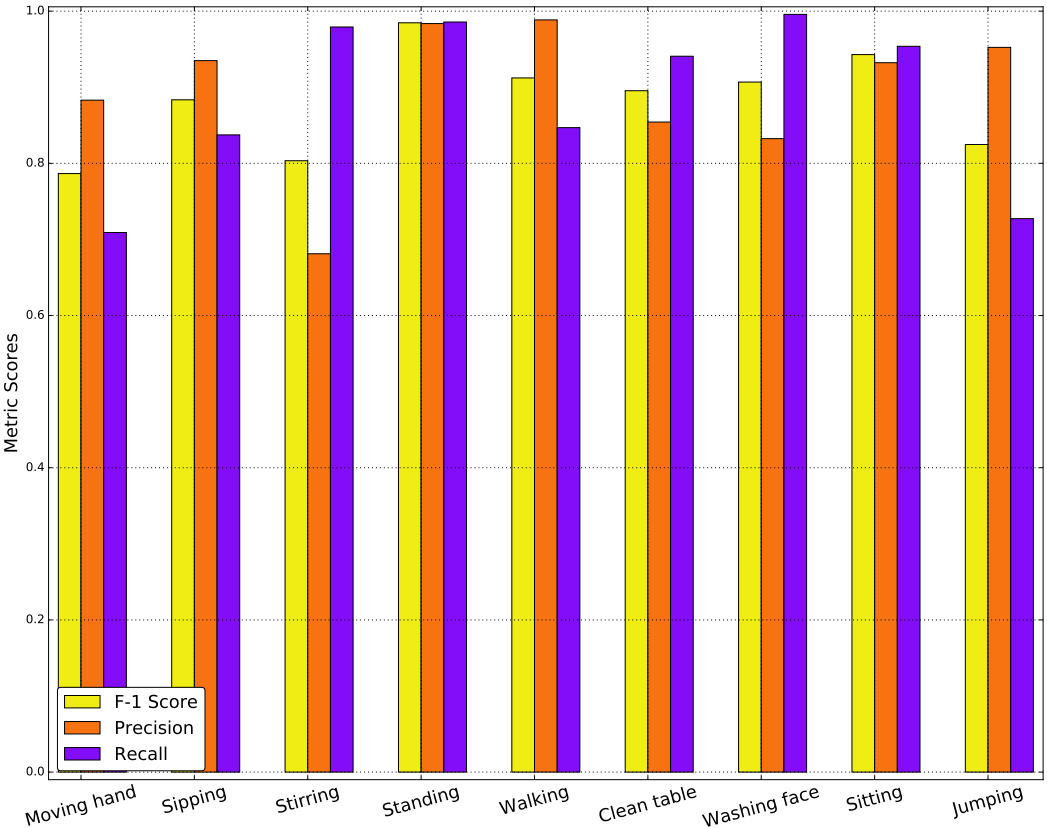 1.0
0.8
0.6
0.4
0.2
0.0
Metric Scores
F-1 Score
Precision
Recall
Moving hand
Sipping
Stirring
Standing
Walking
Clean table
Washing face
Sitting
Jumping